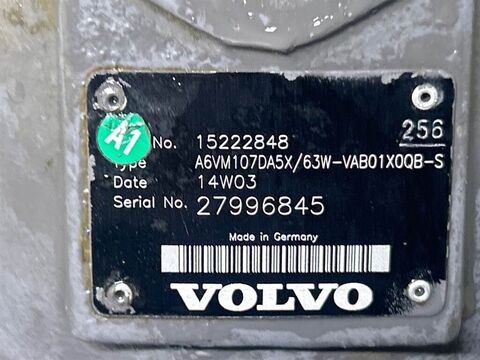 A1 No. 15222848 256
Type A6VM107DA5X/63W-VAB01X0QB-S
Date 14W03
Serial No. 27996845
Made in Germany
VOLVO